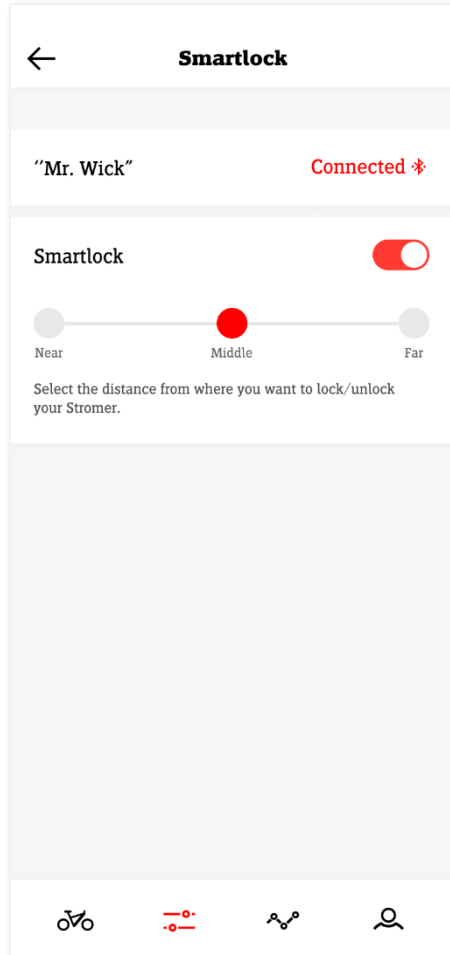 Smartlock
‘‘Mr. Wick”
Connected
Smartlock
Near
Middle
Far
Select the distance from where you want to lock/unlock
your Stromer.